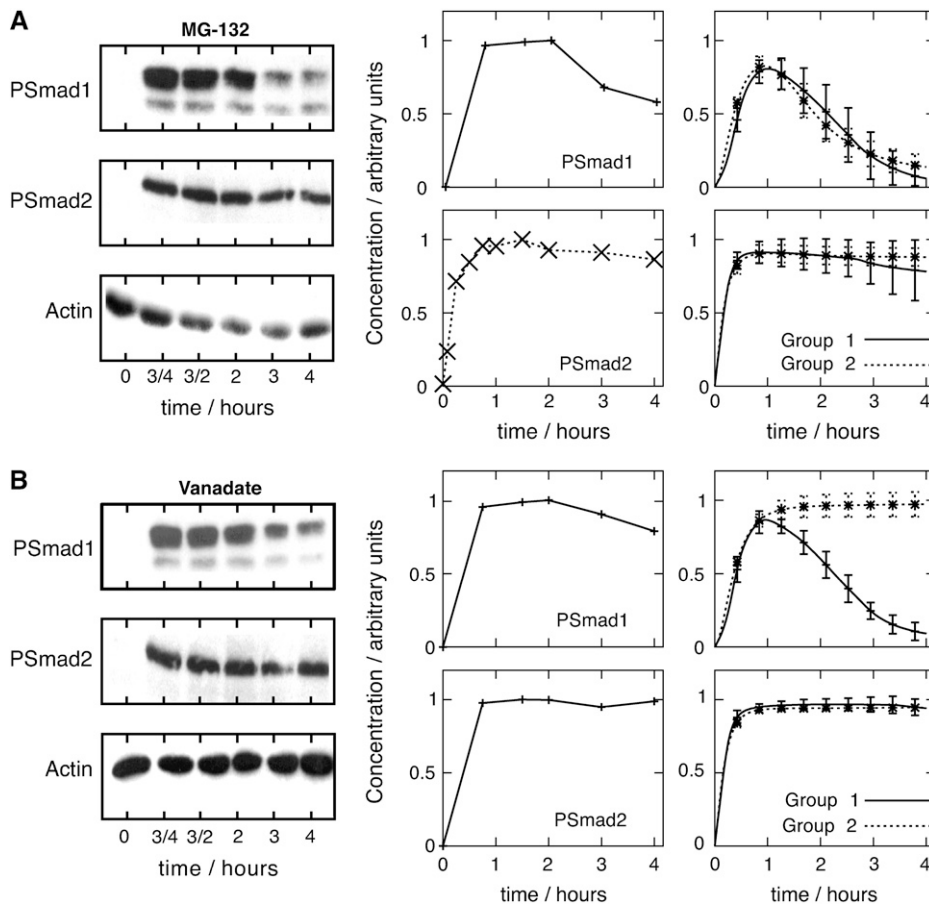 A
MG-132
PSmad1
PSmad2
Actin
0 3/4 3/2 2 3 4
time / hours
Concentration / arbitrary units
1
0.5
0
PSmad1
1
0.5
0
PSmad2
0 1 2 3 4
time / hours
1
0.5
0
1
0.5
0
Group 1
Group 2
0 1 2 3 4
time / hours
B
Vanadate
PSmad1
PSmad2
Actin
0 3/4 3/2 2 3 4
time / hours
Concentration / arbitrary units
1
0.5
0
PSmad1
1
0.5
0
PSmad2
0 1 2 3 4
time / hours
1
0.5
0
1
0.5
0
Group 1
Group 2
0 1 2 3 4
time / hours